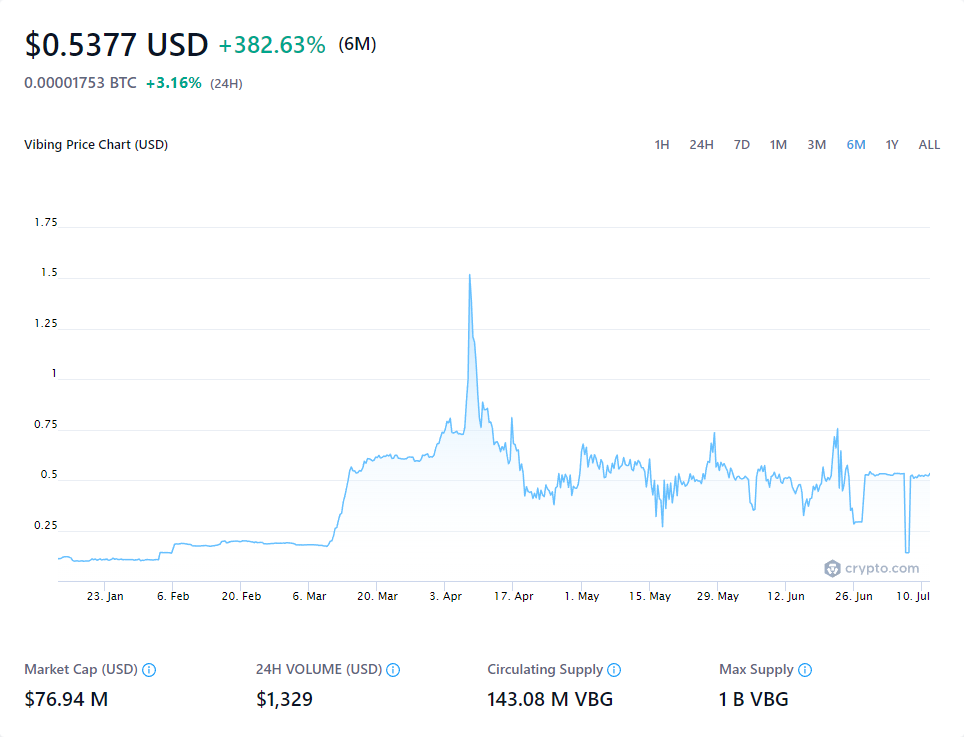 $0.5377 USD +382.63% (6M)
0.00001753 BTC +3.16% (24H)
Vibing Price Chart (USD) 1H 24H 7D 1M 3M 6M 1Y ALL
1.75
1.5
1.25
1
0.75
0.5
0.25
crypto.com
23. Jan 6. Feb 20. Feb 6. Mar 20. Mar 3. Apr 17. Apr 1. May 15. May 29. May 12. Jun 26. Jun 10. Jul
Market Cap (USD) 24H VOLUME (USD) Circulating Supply Max Supply
$76.94 M $1,329 143.08 M VBG 1 B VBG